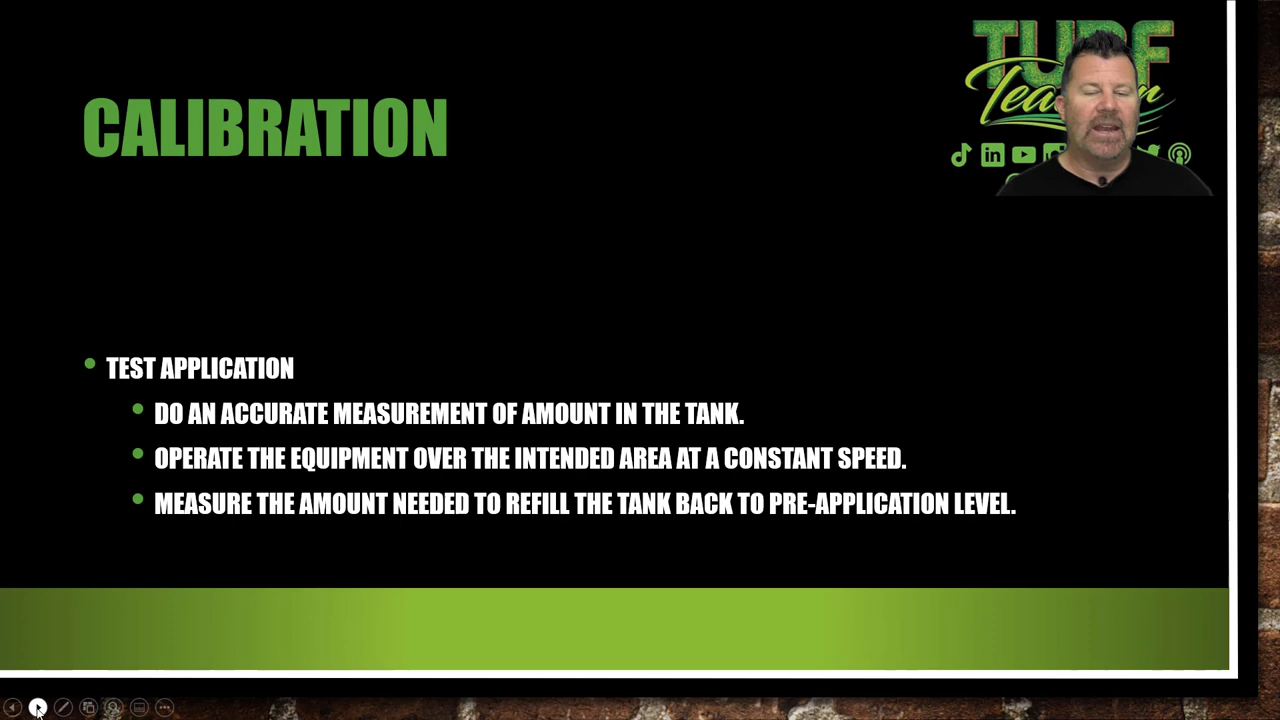 TURF
CALIBRATION
TEST APPLICATION
DO AN ACCURATE MEASUREMENT OF AMOUNT IN THE TANK.
OPERATE THE EQUIPMENT OVER THE INTENDED AREA AT A CONSTANT SPEED.
MEASURE THE AMOUNT NEEDED TO REFILL THE TANK BACK TO PRE-APPLICATION LEVEL.